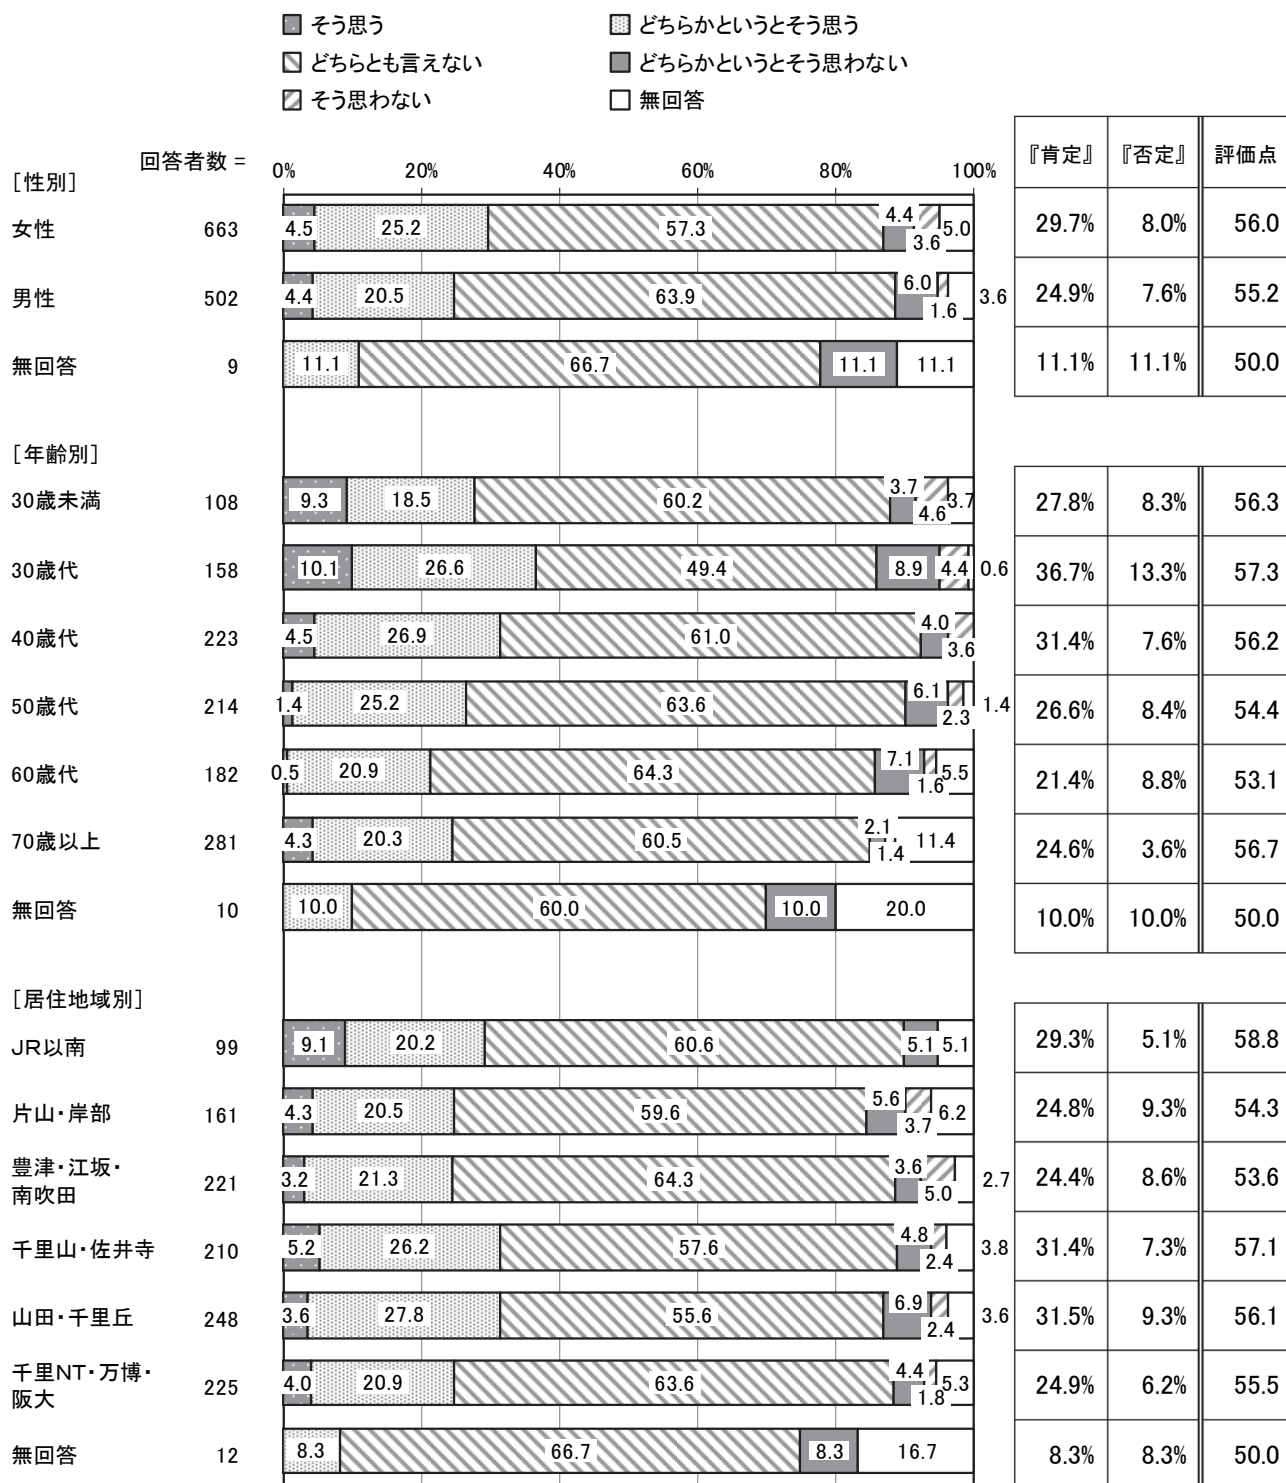 そう思う どちらかというとそう思う
どちらとも言えない どちらかというとそう思わない
そう思わない 無回答
『肯定』 『否定』 評価点
回答者数 = 0% 20% 40% 60% 80% 100%
［性別］
女性 663 4.5 25.2 57.3 4.4 3.6 5.0 29.7% 8.0% 56.0
男性 502 4.4 20.5 63.9 6.0 1.6 3.6 24.9% 7.6% 55.2
無回答 9 11.1 66.7 11.1 11.1 11.1% 11.1% 50.0
［年齢別］
30歳未満 108 9.3 18.5 60.2 3.7 4.6 3.7 27.8% 8.3% 56.3
30歳代 158 10.1 26.6 49.4 8.9 4.4 0.6 36.7% 13.3% 57.3
40歳代 223 4.5 26.9 61.0 4.0 3.6 31.4% 7.6% 56.2
50歳代 214 1.4 25.2 63.6 6.1 2.3 1.4 26.6% 8.4% 54.4
60歳代 182 0.5 20.9 64.3 7.1 1.6 5.5 21.4% 8.8% 53.1
70歳以上 281 4.3 20.3 60.5 2.1 1.4 11.4 24.6% 3.6% 56.7
無回答 10 10.0 60.0 10.0 20.0 10.0% 10.0% 50.0
［居住地域別］
JR以南 99 9.1 20.2 60.6 5.1 5.1 29.3% 5.1% 58.8
片山・岸部 161 4.3 20.5 59.6 5.6 3.7 6.2 24.8% 9.3% 54.3
豊津・江坂・
南吹田 221 3.2 21.3 64.3 3.6 5.0 2.7 24.4% 8.6% 53.6
千里山・佐井寺 210 5.2 26.2 57.6 4.8 2.4 3.8 31.4% 7.3% 57.1
山田・千里丘 248 3.6 27.8 55.6 6.9 2.4 3.6 31.5% 9.3% 56.1
千里NT・万博・
阪大 225 4.0 20.9 63.6 4.4 1.8 5.3 24.9% 6.2% 55.5
無回答 12 8.3 66.7 8.3 16.7 8.3% 8.3% 50.0